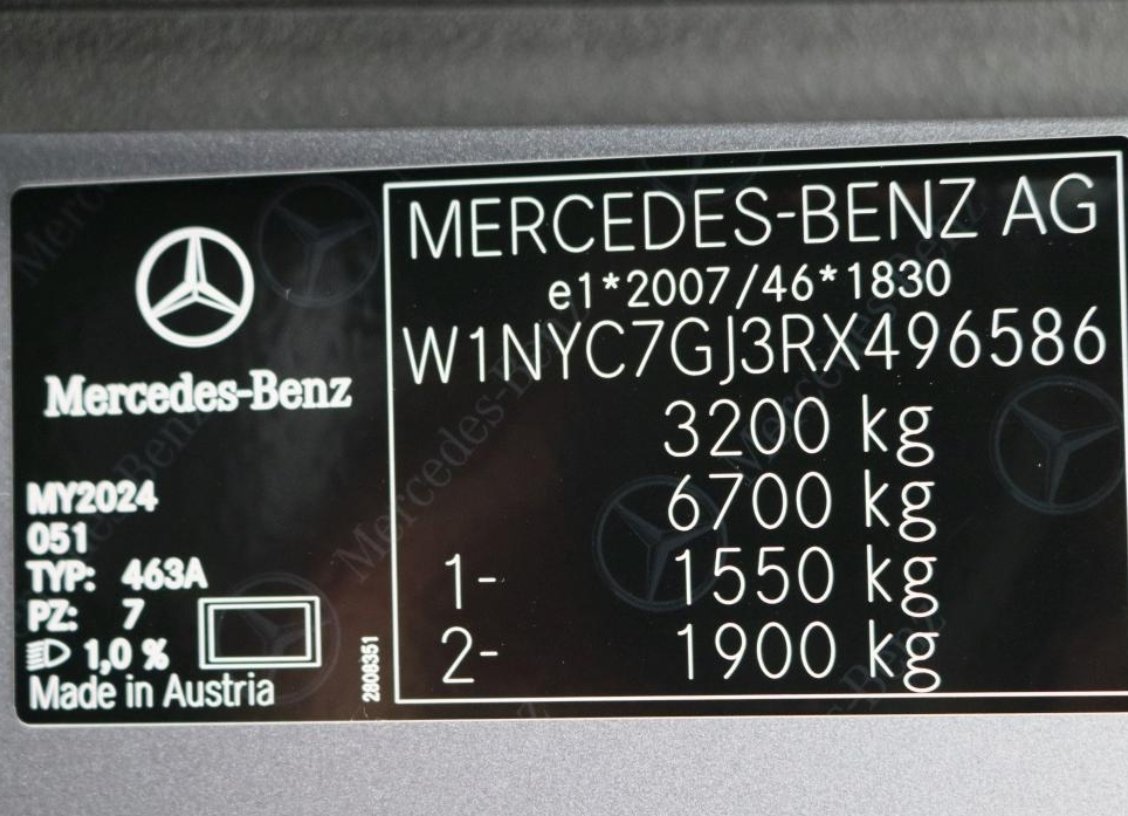 Mercedes-Benz
MY2024
051
TYP: 463A
PZ: 7
1,0 %
Made in Austria
2808351
MERCEDES-BENZ AG
e1*2007/46*1830
W1NYC7GJ3RX496586
3200 kg
6700 kg
1- 1550 kg
2- 1900 kg